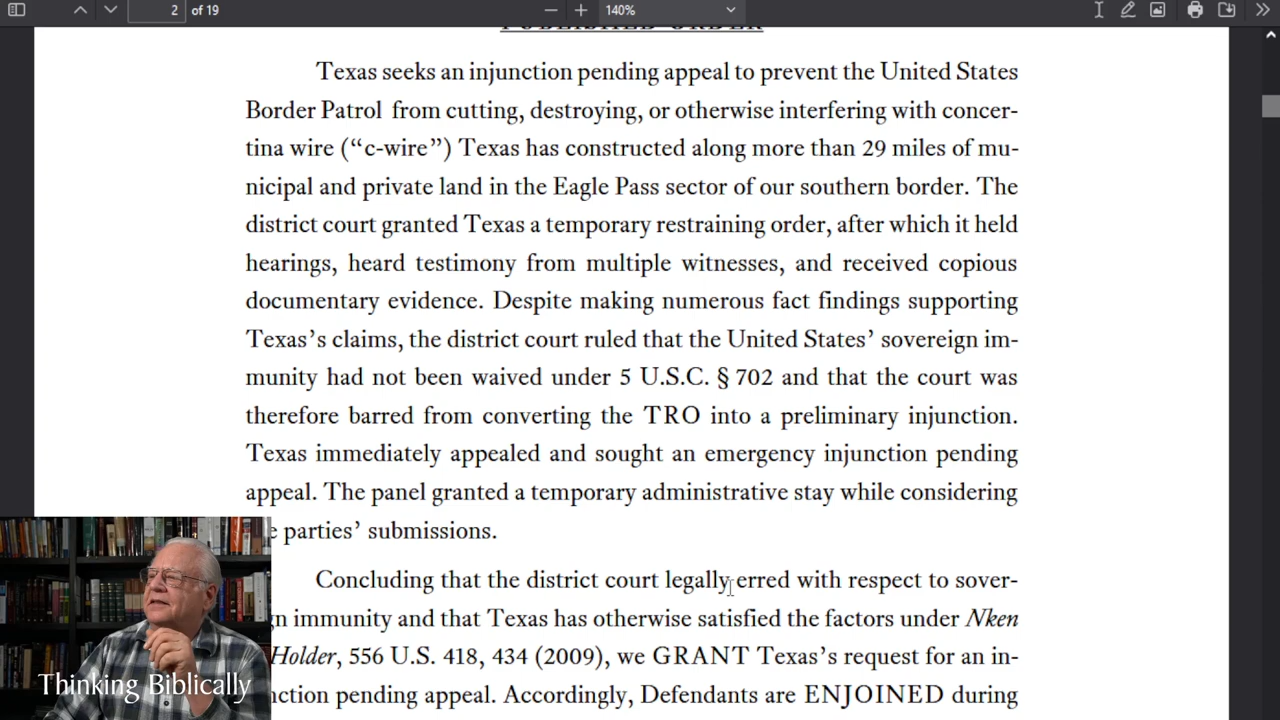 2 of 19
140%
PUBLISHED ORDER
Texas seeks an injunction pending appeal to prevent the United States
Border Patrol from cutting, destroying, or otherwise interfering with concer-
tina wire (“c-wire”) Texas has constructed along more than 29 miles of mu-
nicipal and private land in the Eagle Pass sector of our southern border. The
district court granted Texas a temporary restraining order, after which it held
hearings, heard testimony from multiple witnesses, and received copious
documentary evidence. Despite making numerous fact findings supporting
Texas’s claims, the district court ruled that the United States’ sovereign im-
munity had not been waived under 5 U.S.C. § 702 and that the court was
therefore barred from converting the TRO into a preliminary injunction.
Texas immediately appealed and sought an emergency injunction pending
appeal. The panel granted a temporary administrative stay while considering
parties’ submissions.
Concluding that the district court legally erred with respect to sover-
gn immunity and that Texas has otherwise satisfied the factors under Nken
Holder, 556 U.S. 418, 434 (2009), we GRANT Texas’s request for an in-
nction pending appeal. Accordingly, Defendants are ENJOINED during
Thinking Biblically